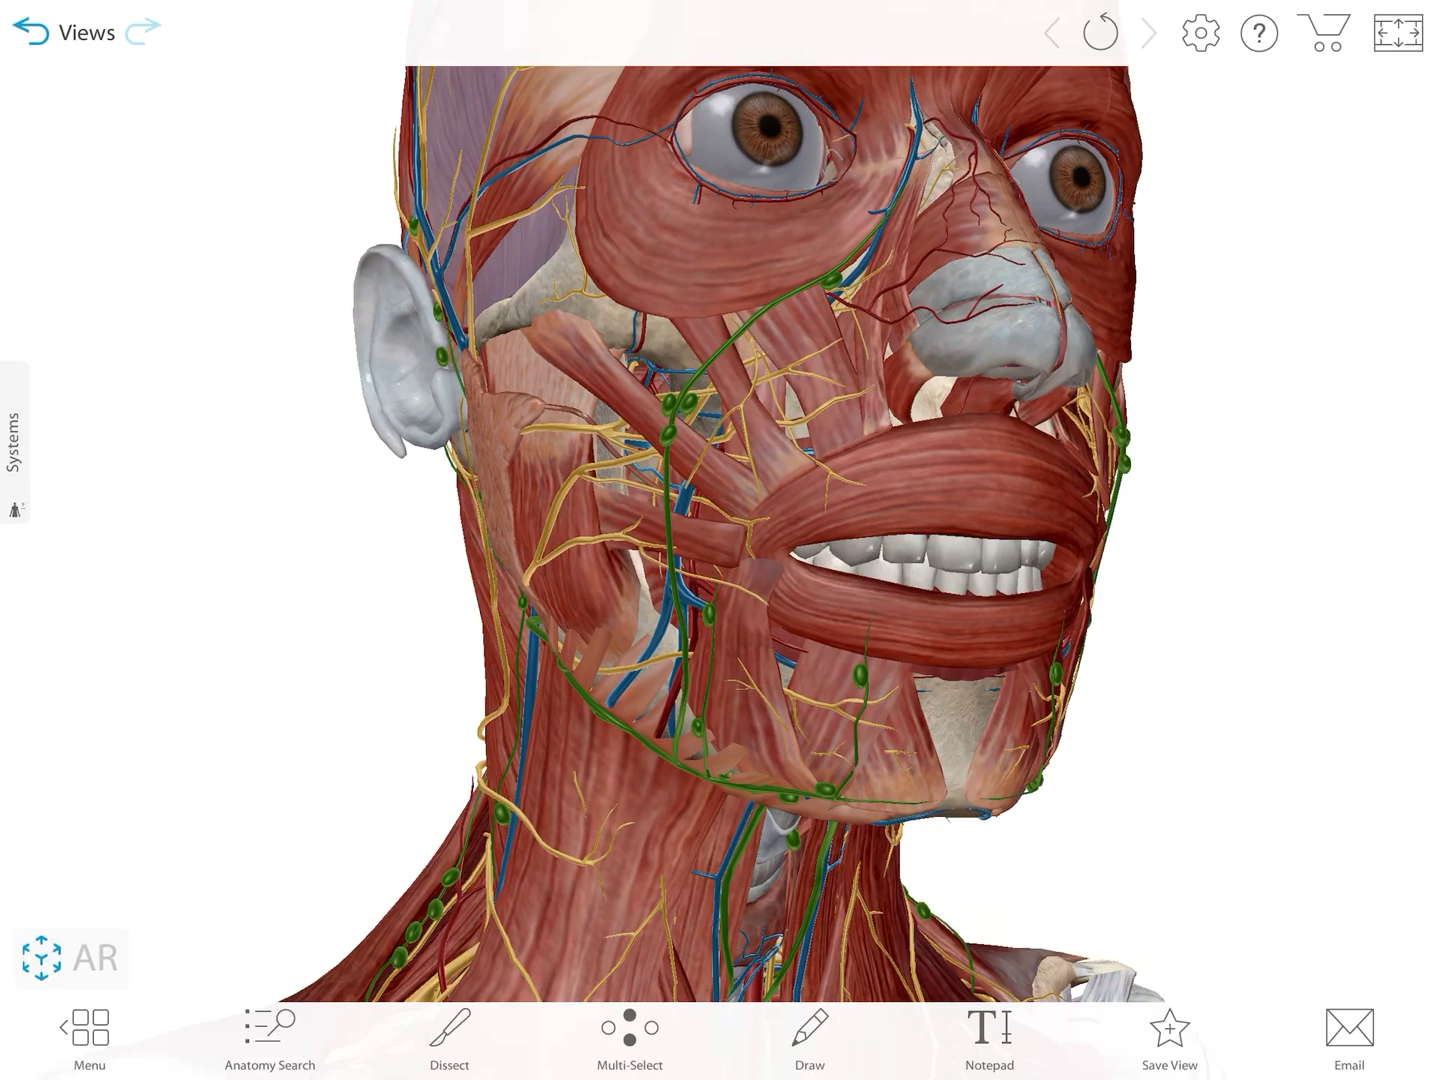 Views
?
Systems
AR
Menu
Anatomy Search
Dissect
Multi-Select
Draw
T
Notepad
Save View
Email